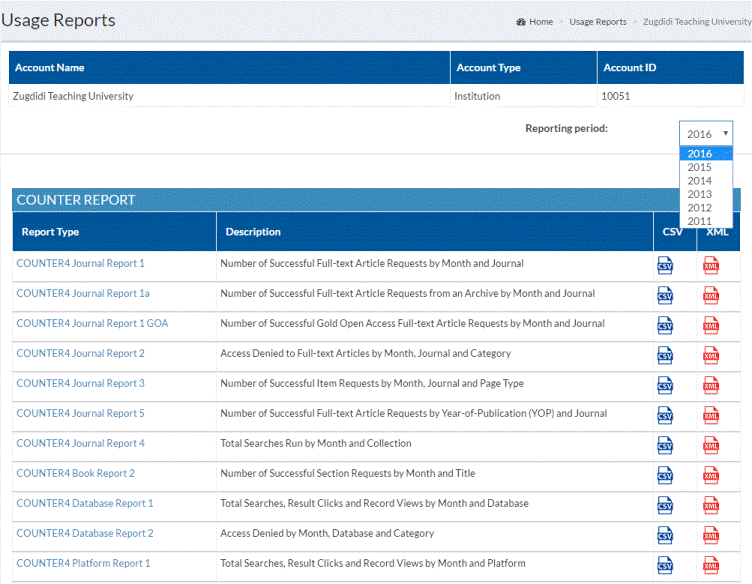 Usage Reports
Home Usage Reports Zugdidi Teaching University
Account Name Account Type Account ID
Zugdidi Teaching University Institution 10051
Reporting period: 2016
2016
2015
2014
2013
2012
2011
COUNTER REPORT
Report Type Description CSV XML
COUNTER4 Journal Report 1 Number of Successful Full-text Article Requests by Month and Journal CSV XML
COUNTER4 Journal Report 1a Number of Successful Full-text Article Requests from an Archive by Month and Journal CSV XML
COUNTER4 Journal Report 1 GOA Number of Successful Gold Open Access Full-text Article Requests by Month and Journal CSV XML
COUNTER4 Journal Report 2 Access Denied to Full-text Articles by Month, Journal and Category CSV XML
COUNTER4 Journal Report 3 Number of Successful Item Requests by Month, Journal and Page Type CSV XML
COUNTER4 Journal Report 5 Number of Successful Full-text Article Requests by Year-of-Publication (YOP) and Journal CSV XML
COUNTER4 Journal Report 4 Total Searches Run by Month and Collection CSV XML
COUNTER4 Book Report 2 Number of Successful Section Requests by Month and Title CSV XML
COUNTER4 Database Report 1 Total Searches, Result Clicks and Record Views by Month and Database CSV XML
COUNTER4 Database Report 2 Access Denied by Month, Database and Category CSV XML
COUNTER4 Platform Report 1 Total Searches, Result Clicks and Record Views by Month and Platform CSV XML